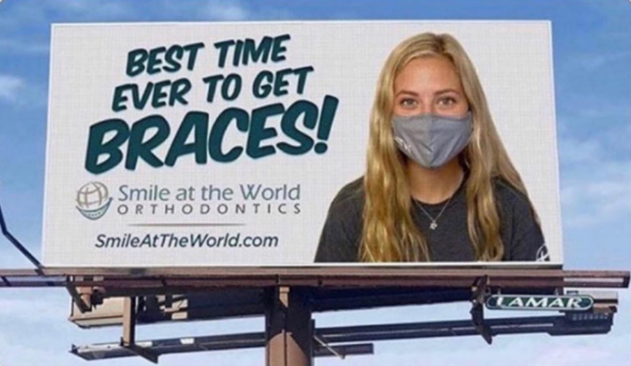 BEST TIME
EVER TO GET
BRACES!
Smile at the World
ORTHODONTICS
SmileAtTheWorld.com
LAMAR